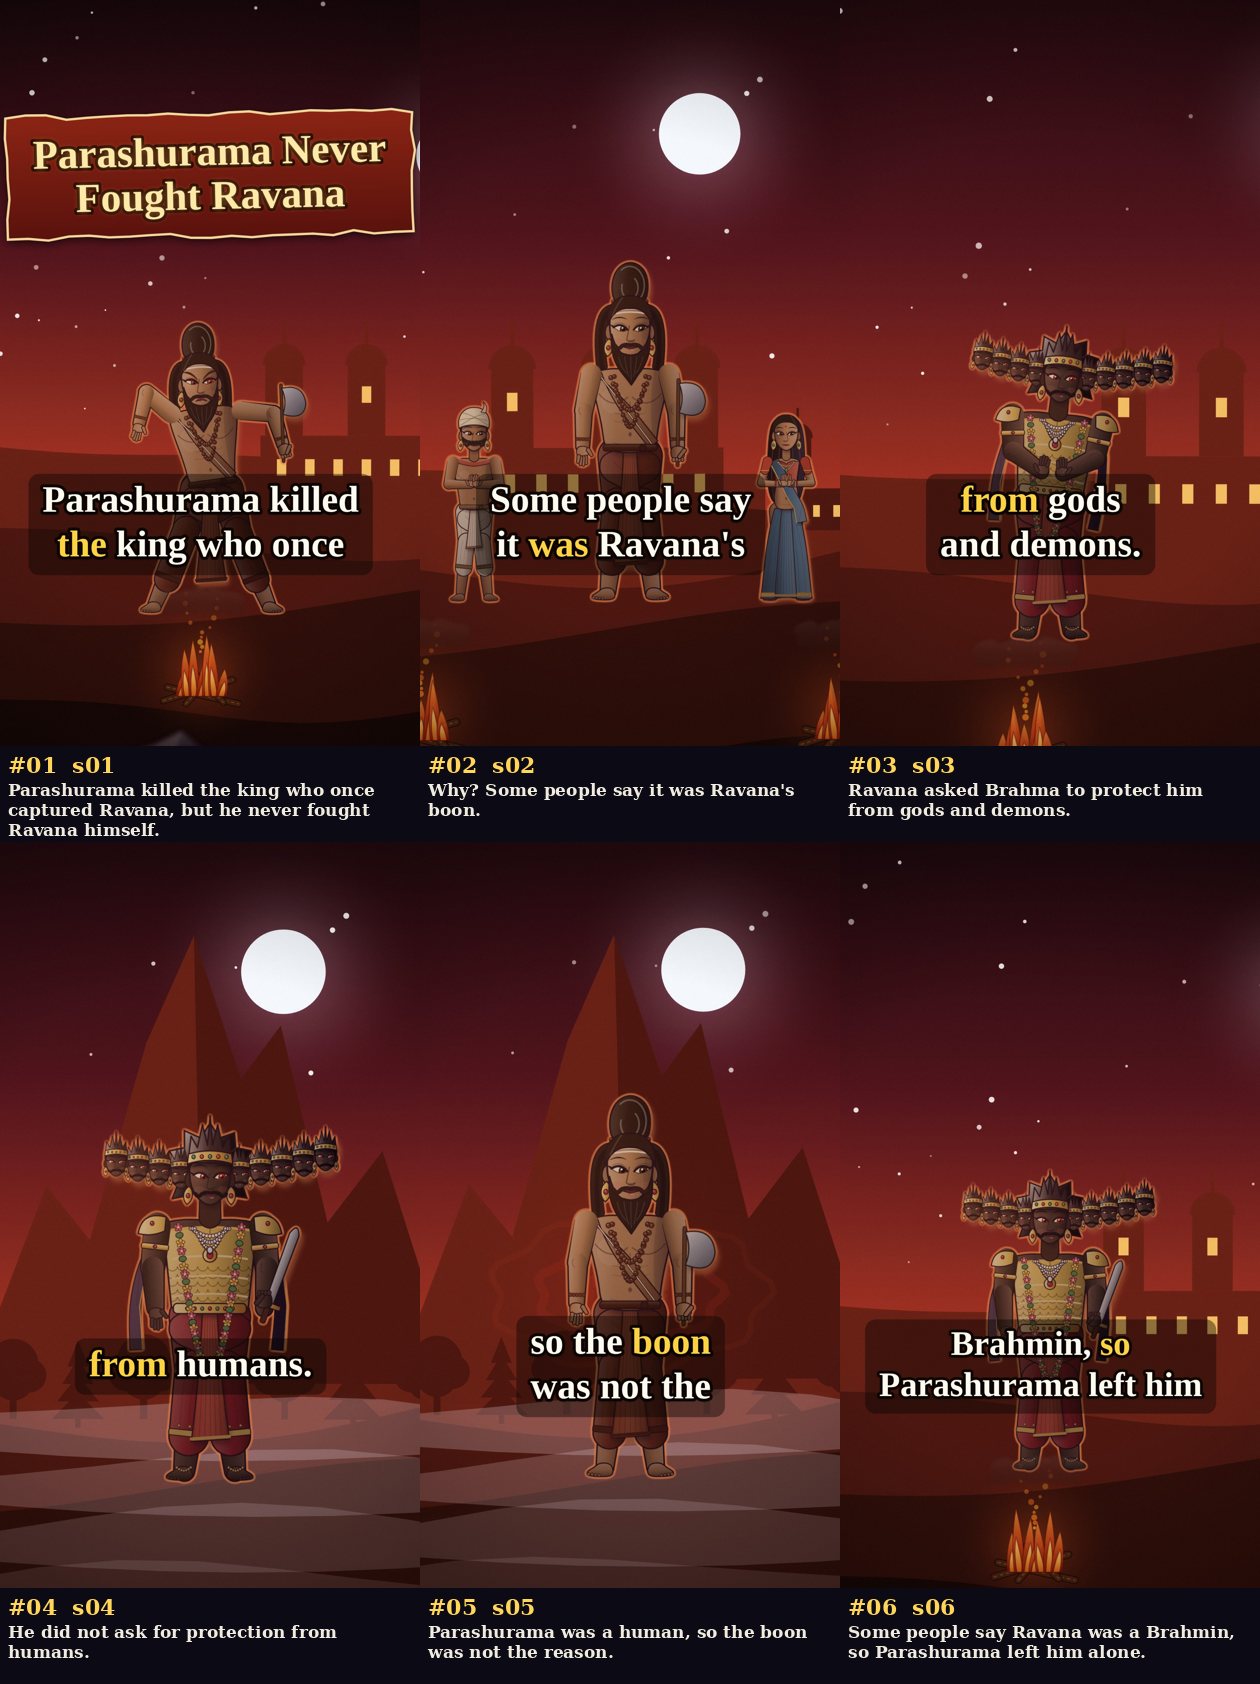 Parashurama Never
Fought Ravana
Parashurama killed
the king who once
#01 s01
Parashurama killed the king who once
captured Ravana, but he never fought
Ravana himself.
Some people say
it was Ravana's
#02 s02
Why? Some people say it was Ravana's
boon.
from gods
and demons.
#03 s03
Ravana asked Brahma to protect him
from gods and demons.
from humans.
#04 s04
He did not ask for protection from
humans.
so the boon
was not the
#05 s05
Parashurama was a human, so the boon
was not the reason.
Brahmin, so
Parashurama left him
#06 s06
Some people say Ravana was a Brahmin,
so Parashurama left him alone.